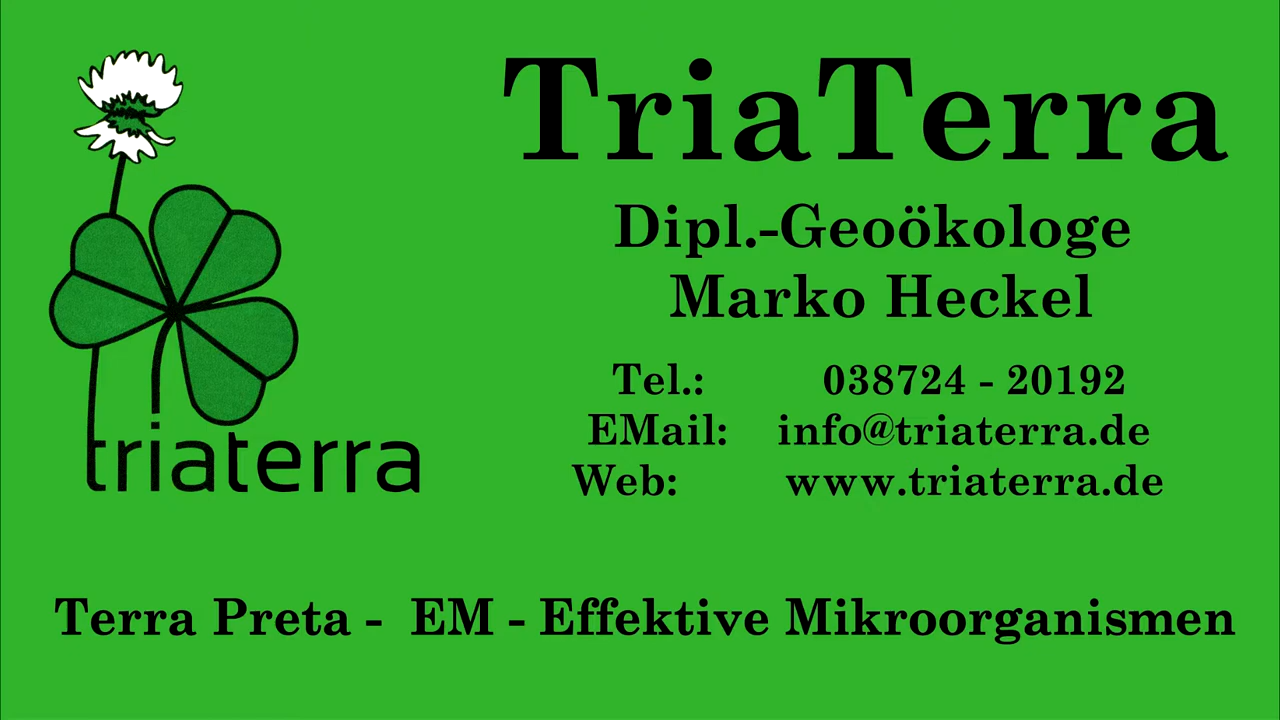 TriaTerra
Dipl.-Geoökologe
Marko Heckel
Tel.: 038724 - 20192
EMail: info@triaterra.de
Web: www.triaterra.de
triaterra
Terra Preta - EM - Effektive Mikroorganismen